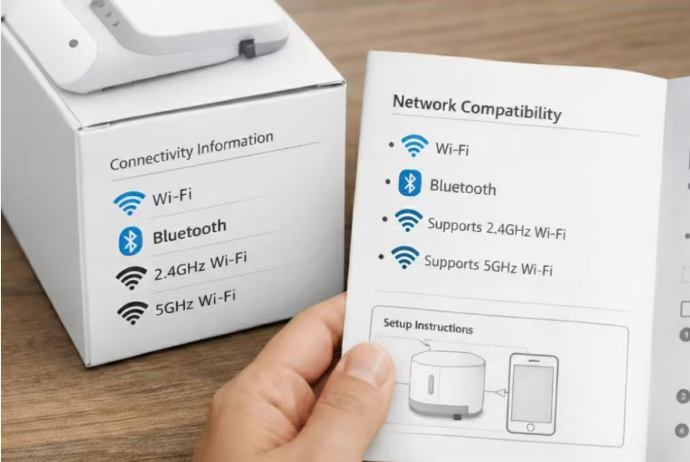 Connectivity Information
Wi-Fi
Bluetooth
2.4GHz Wi-Fi
5GHz Wi-Fi
Network Compatibility
• Wi-Fi
• Bluetooth
• Supports 2.4GHz Wi-Fi
• Supports 5GHz Wi-Fi
Setup Instructions